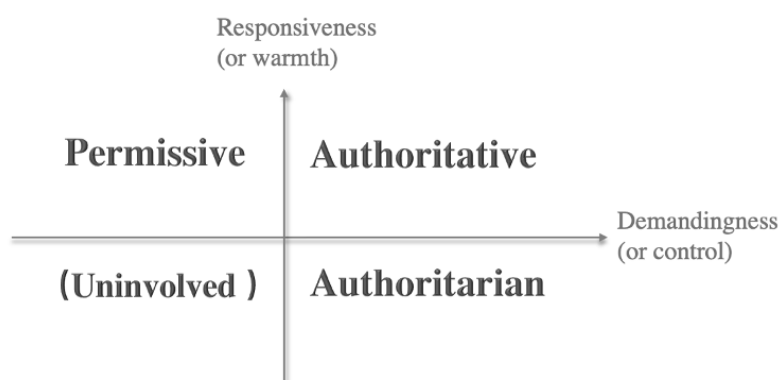 Responsiveness
(or warmth)
Permissive
Authoritative
Demandingness
(or control)
(Uninvolved )
Authoritarian